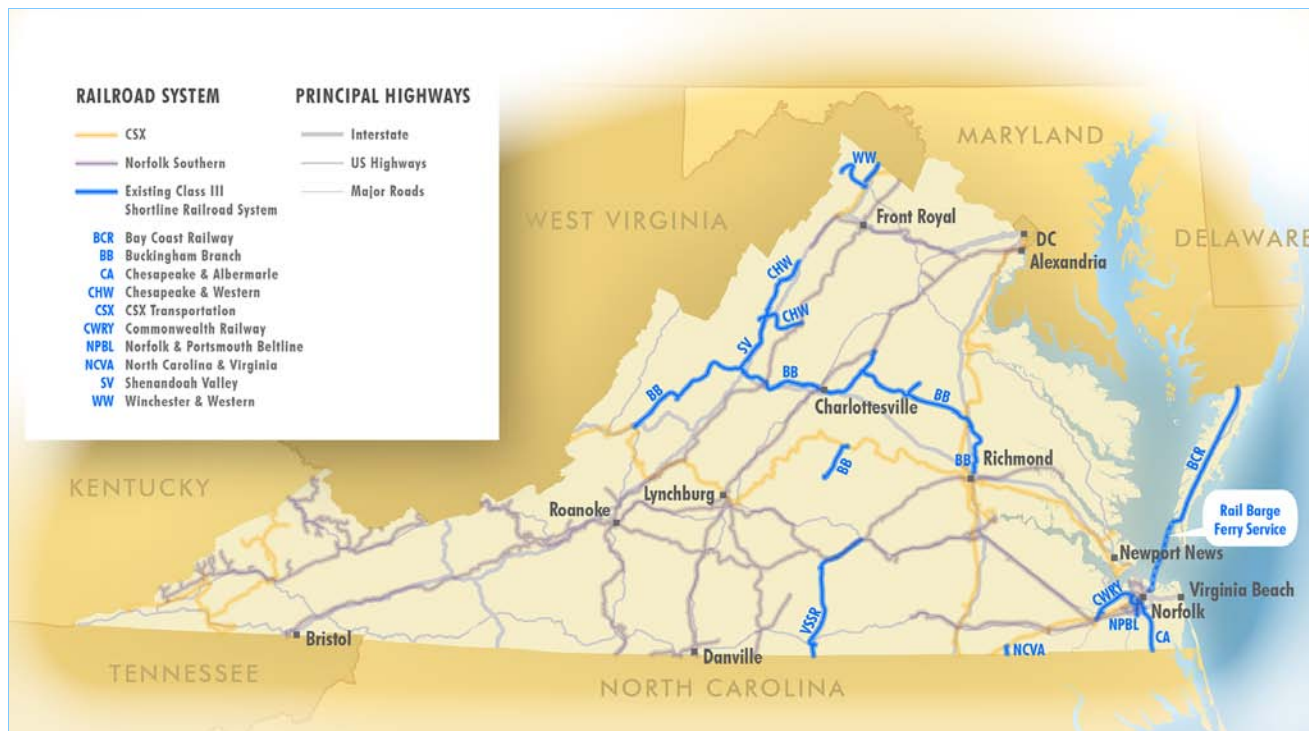 RAILROAD SYSTEM
CSX
Norfolk Southern
Existing Class III
Shortline Railroad System
BCR Bay Coast Railway
BB Buckingham Branch
CA Chesapeake & Albermarle
CHW Chesapeake & Western
CSX CSX Transportation
CWRY Commonwealth Railway
NPBL Norfolk & Portsmouth Beltline
NCVA North Carolina & Virginia
SV Shenandoah Valley
WW Winchester & Western
PRINCIPAL HIGHWAYS
Interstate
US Highways
Major Roads
MARYLAND
WW
WEST VIRGINIA
Front Royal
DC
DELAWARE
Alexandria
CHW
CHW
SV
BB
BB
BB
Charlottesville
BB
BB
Richmond
BCR
KENTUCKY
Lynchburg
Roanoke
Rail Barge
Ferry Service
Newport News
CWRY
Virginia Beach
Norfolk
NPBL
CA
VSSR
Bristol
Danville
NCVA
TENNESSEE
NORTH CAROLINA